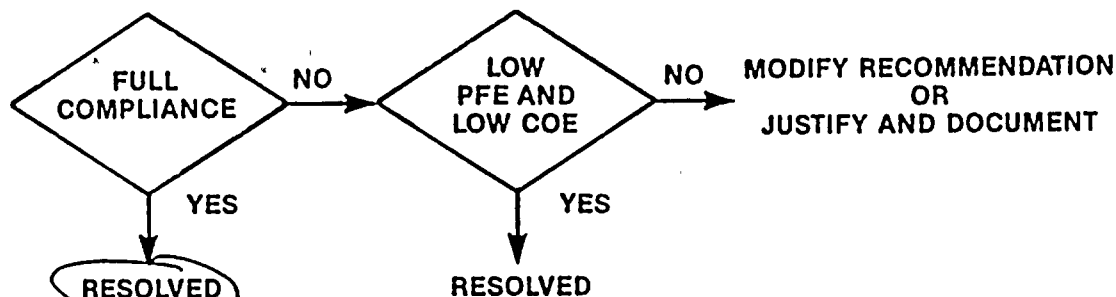 FULL
COMPLIANCE
NO
LOW
PFE AND
LOW COE
NO
MODIFY RECOMMENDATION
OR
JUSTIFY AND DOCUMENT
YES
YES
RESOLVED
RESOLVED